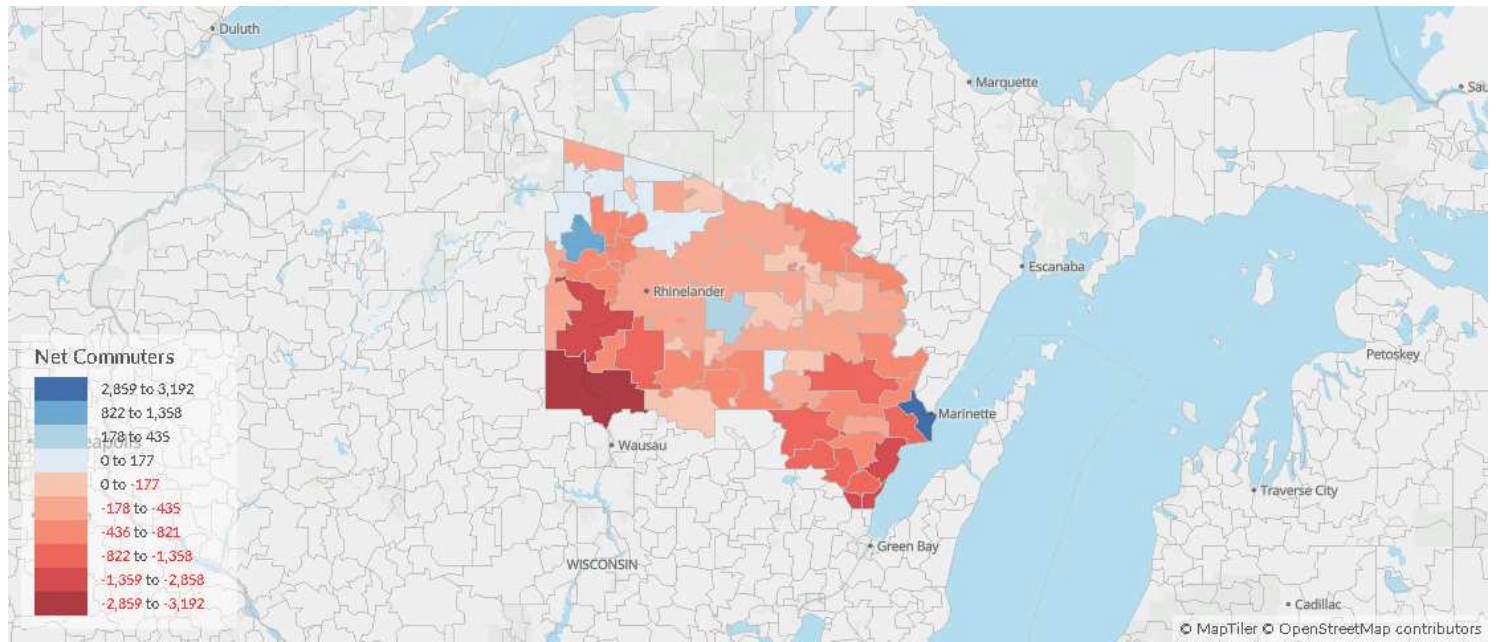 Duluth
Marquette
Sau
Escanaba
Rhinelander
Net Commuters
2,859 to 3,192
822 to 1,358
178 to 435
0 to 177
0 to -177
-178 to -435
-436 to -821
-822 to -1,358
-1,359 to -2,858
-2,859 to -3,192
Petoskey
Marinette
Wausau
Traverse City
Green Bay
WISCONSIN
Cadillac
© MapTiler © OpenStreetMap contributors